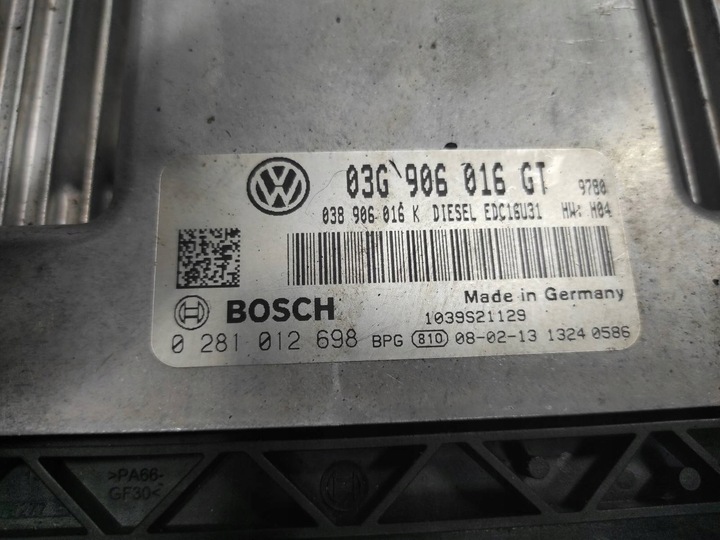 03G 906 016 GT 9780
038 906 016 K DIESEL EDC16U31 HW: H04
Made in Germany
BOSCH 1039S21129
0 281 012 698 BPG 810 08-02-13 1324 0586
>PA66-
GF30<